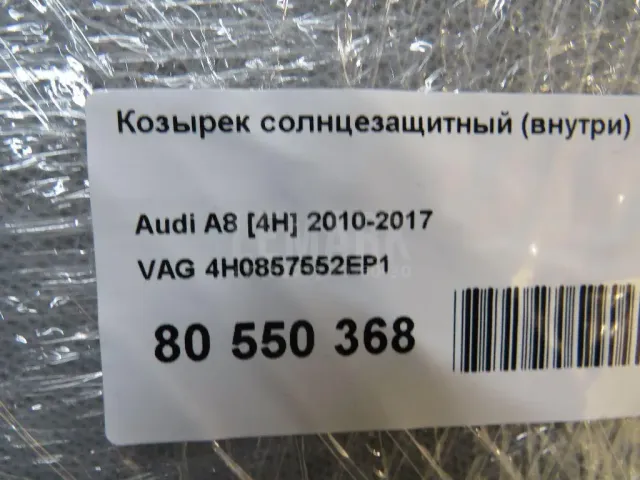 Козырек солнцезащитный (внутри)
Audi A8 [4H] 2010-2017
VAG 4H0857552EP1
80 550 368